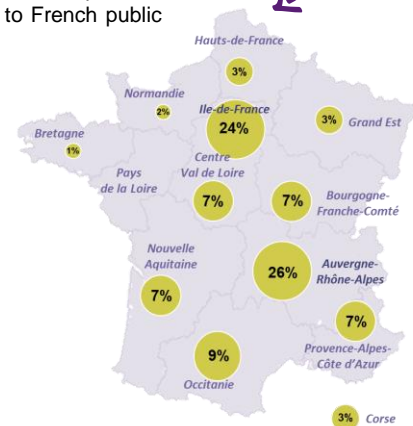 to French public
Hauts-de-France
3%
Normandie
2%
Ile-de-France
24%
3%
Grand Est
Bretagne
1%
Pays
de la Loire
Centre
Val de Loire
7%
7%
Bourgogne-
Franche-Comté
Nouvelle
Aquitaine
7%
26%
Auvergne-
Rhône-Alpes
7%
Provence-Alpes-
Côte d'Azur
9%
Occitanie
3%
Corse